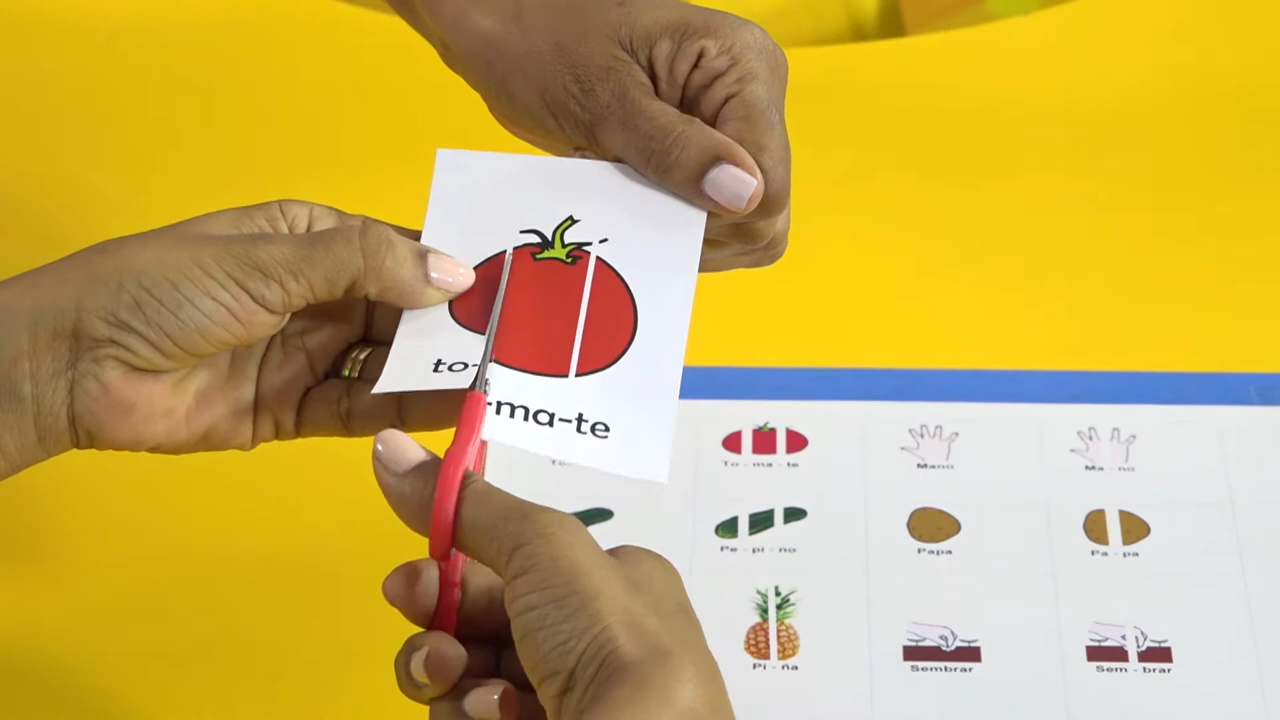 to-
-ma-te
To-
To - ma - te
Mano
Ma - no
Pe - pi - no
Papa
Pa - pa
Pi - ña
Sembrar
Sem - brar